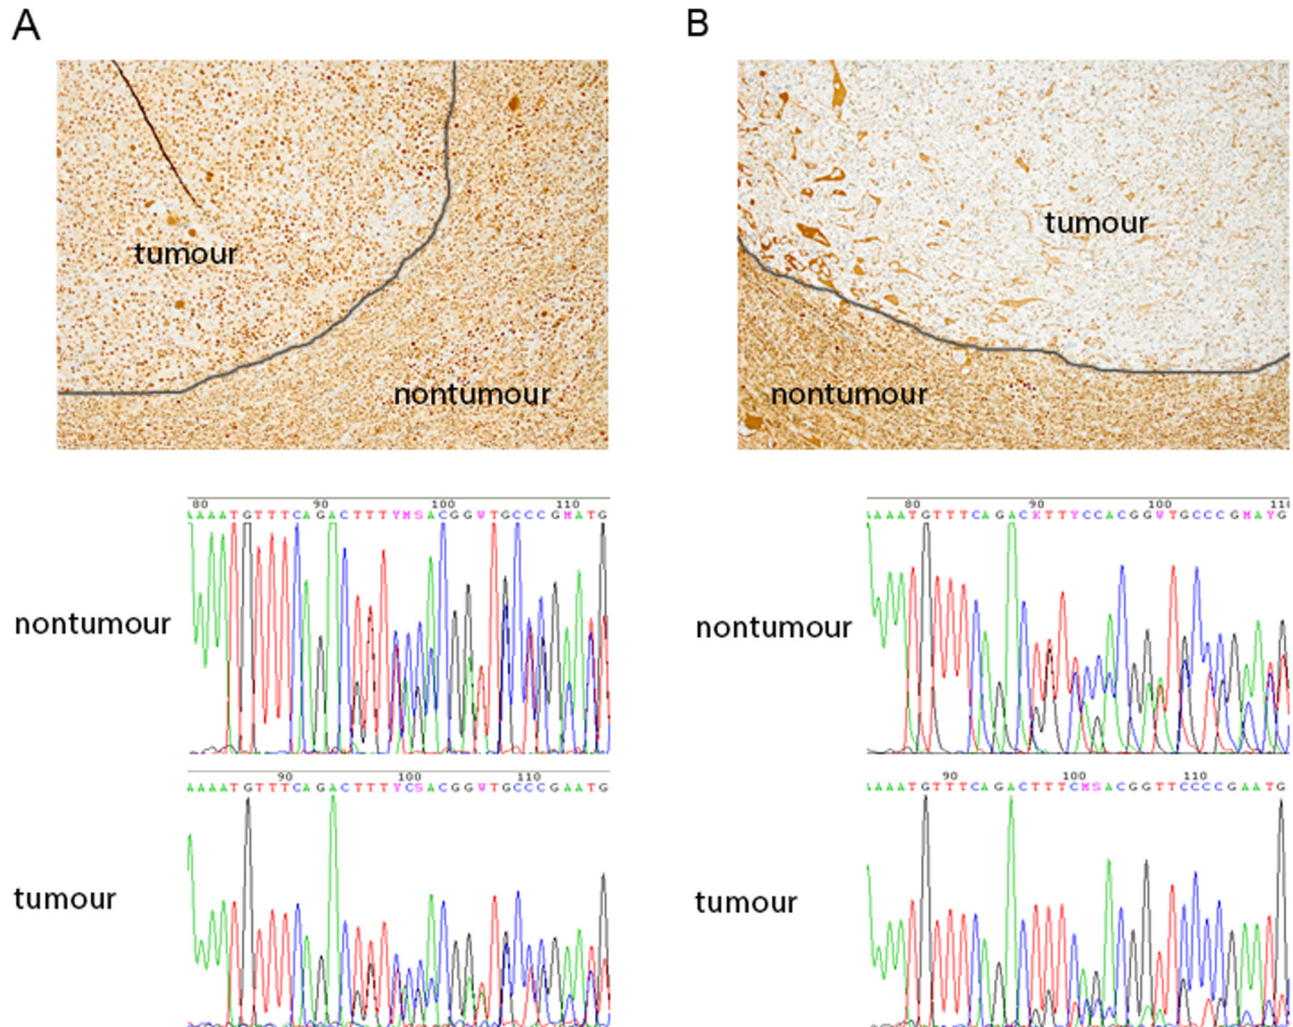 A
B
tumour
nontumour
tumour
nontumour
80 90 100 110
AAAATGTTTCAGACTTTYMSACGGWTGCCCGMATG
nontumour
80 90 100 110
AAAATGTTTCAGACKTTYCCACGGWTGCCCGMAYG
nontumour
90 100 110
AAAATGTTTCAGACTTTYCSACGGWTGCCCGAATG
tumour
90 100 110
AAAATGTTTCAGACTTTCMSACGGTTCCCCGAATG
tumour